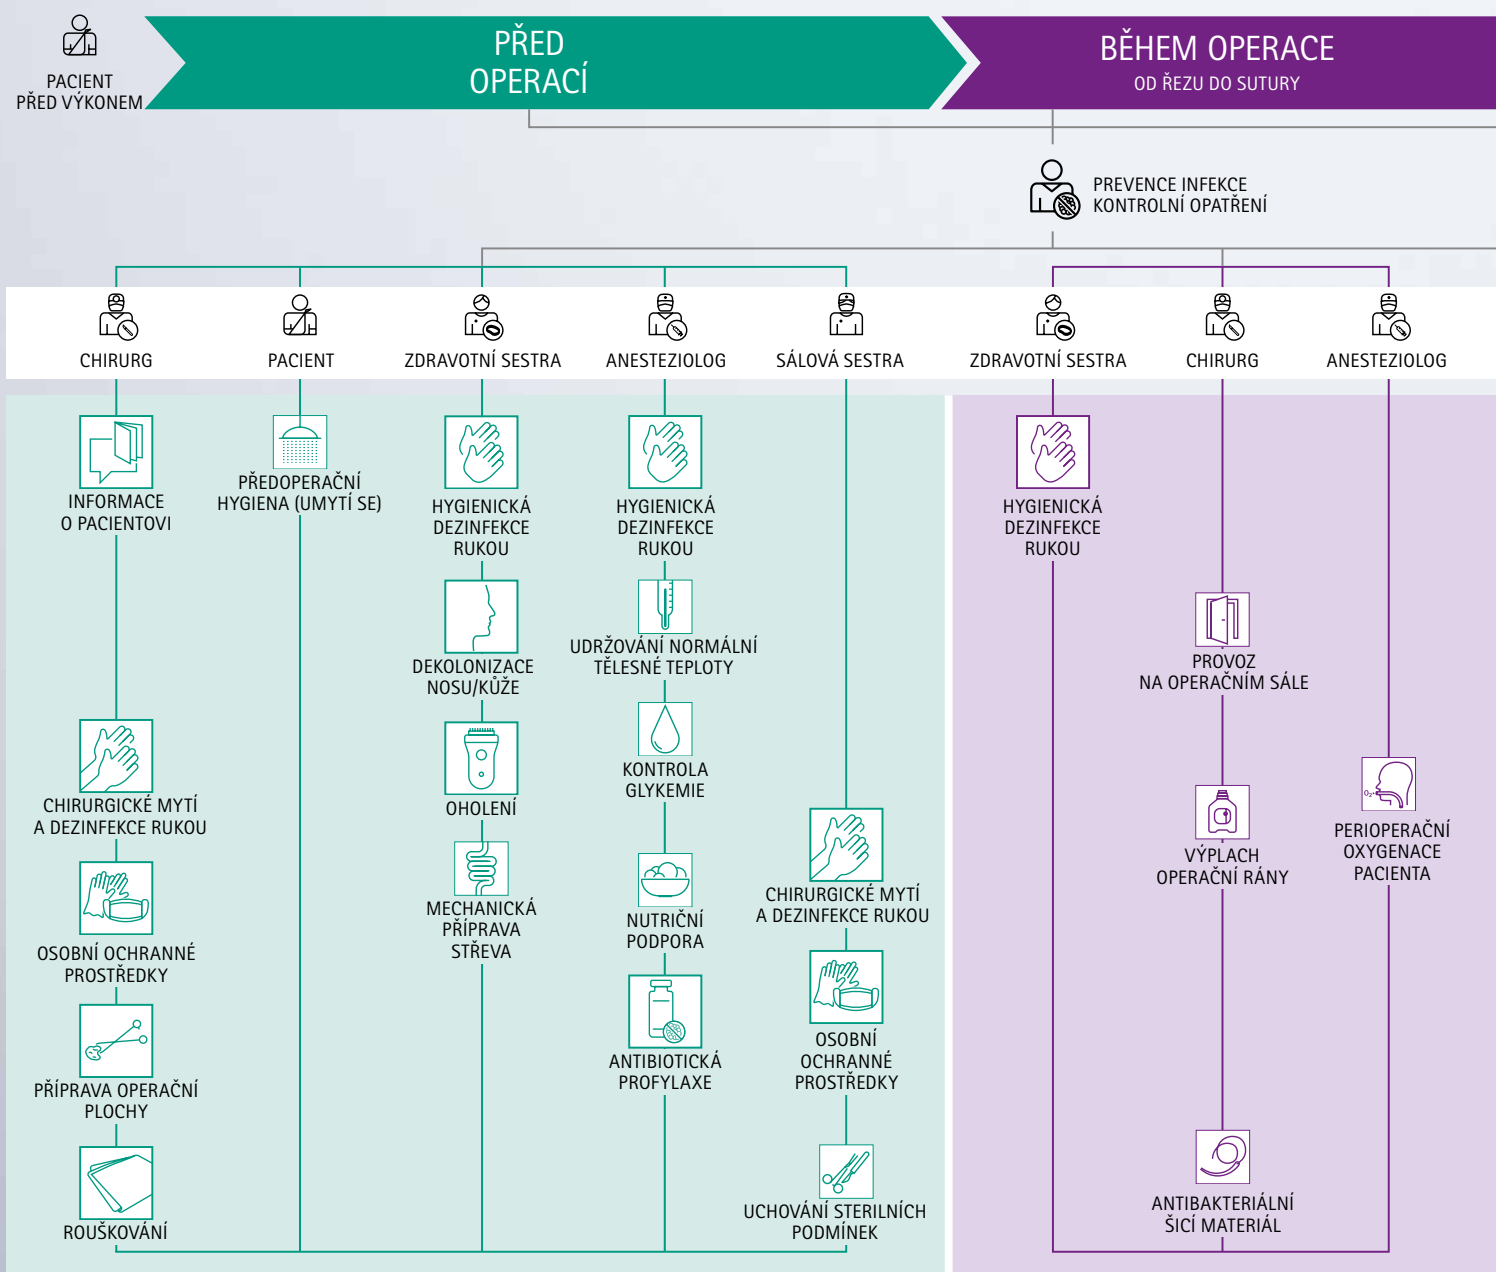 PACIENT
PŘED VÝKONEM
PŘED
OPERACÍ
BĚHEM OPERACE
OD ŘEZU DO SUTURY
PREVENCE INFEKCE
KONTROLNÍ OPATŘENÍ
CHIRURG
PACIENT
ZDRAVOTNÍ SESTRA
ANESTEZIOLOG
SÁLOVÁ SESTRA
ZDRAVOTNÍ SESTRA
CHIRURG
ANESTEZIOLOG
INFORMACE
O PACIENTOVI
CHIRURGICKÉ MYTÍ
A DEZINFEKCE RUKOU
OSOBNÍ OCHRANNÉ
PROSTŘEDKY
PŘÍPRAVA OPERAČNÍ
PLOCHY
ROUŠKOVÁNÍ
PŘEDOPERAČNÍ
HYGIENA (UMYTÍ SE)
HYGIENICKÁ
DEZINFEKCE
RUKOU
DEKOLONIZACE
NOSU/KŮŽE
OHOLENÍ
MECHANICKÁ
PŘÍPRAVA
STŘEVA
HYGIENICKÁ
DEZINFEKCE
RUKOU
UDRŽOVÁNÍ NORMÁLNÍ
TĚLESNÉ TEPLOTY
KONTROLA
GLYKEMIE
NUTRIČNÍ
PODPORA
ANTIBIOTICKÁ
PROFYLAXE
CHIRURGICKÉ MYTÍ
A DEZINFEKCE RUKOU
OSOBNÍ
OCHRANNÉ
PROSTŘEDKY
UCHOVÁNÍ STERILNÍCH
PODMÍNEK
HYGIENICKÁ
DEZINFEKCE
RUKOU
PROVOZ
NA OPERAČNÍM SÁLE
VÝPLACH
OPERAČNÍ RÁNY
ANTIBAKTERIÁLNÍ
ŠICÍ MATERIÁL
O₂
PERIOPERAČNÍ
OXYGENACE
PACIENTA